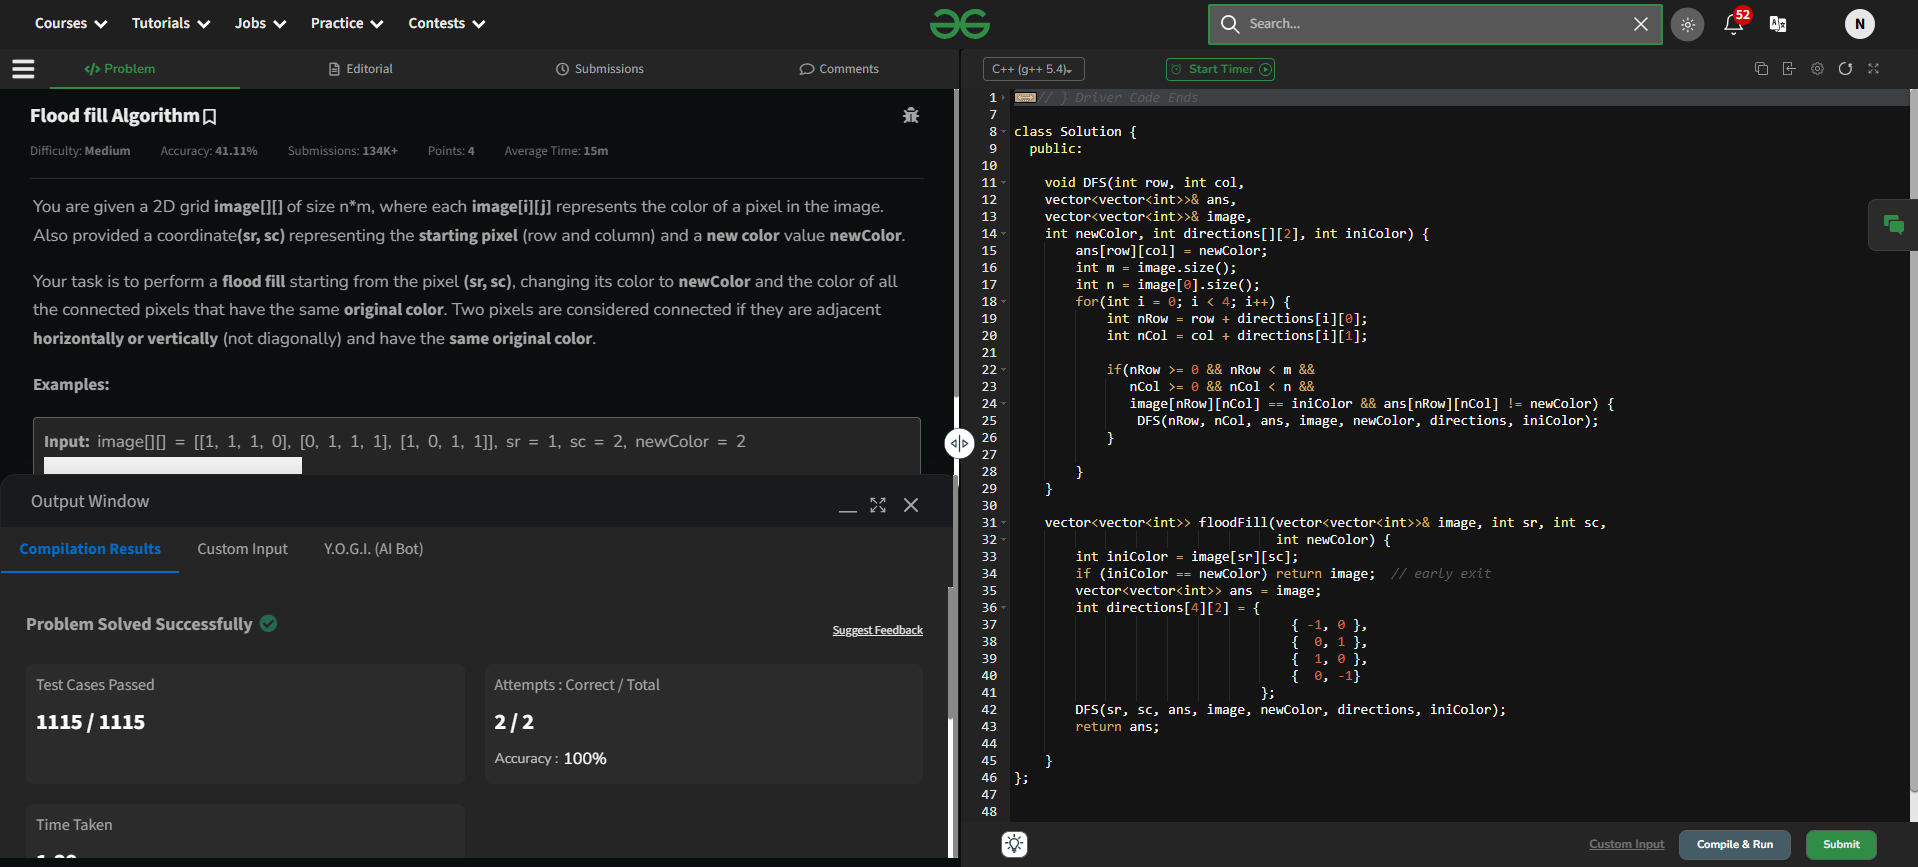 Courses Tutorials Jobs Practice Contests
Search...
52
N
</> Problem
Editorial
Submissions
Comments
C++ (g++ 5.4)
Start Timer
Flood fill Algorithm
Difficulty: Medium Accuracy: 41.11% Submissions: 134K+ Points: 4 Average Time: 15m
You are given a 2D grid image[][] of size n*m, where each image[i][j] represents the color of a pixel in the image.
Also provided a coordinate(sr, sc) representing the starting pixel (row and column) and a new color value newColor.
Your task is to perform a flood fill starting from the pixel (sr, sc), changing its color to newColor and the color of all
the connected pixels that have the same original color. Two pixels are considered connected if they are adjacent
horizontally or vertically (not diagonally) and have the same original color.
Examples:
Input: image[][] = [[1, 1, 1, 0], [0, 1, 1, 1], [1, 0, 1, 1]], sr = 1, sc = 2, newColor = 2
Output Window
Compilation Results Custom Input Y.O.G.I. (AI Bot)
Problem Solved Successfully
Suggest Feedback
Test Cases Passed
1115 / 1115
Attempts : Correct / Total
2 / 2
Accuracy : 100%
Time Taken
1 // } Driver Code Ends
7
8 class Solution {
9 public:
10
11 void DFS(int row, int col,
12 vector<vector<int>>& ans,
13 vector<vector<int>>& image,
14 int newColor, int directions[][2], int iniColor) {
15 ans[row][col] = newColor;
16 int m = image.size();
17 int n = image[0].size();
18 for(int i = 0; i < 4; i++) {
19 int nRow = row + directions[i][0];
20 int nCol = col + directions[i][1];
21
22 if(nRow >= 0 && nRow < m &&
23 nCol >= 0 && nCol < n &&
24 image[nRow][nCol] == iniColor && ans[nRow][nCol] != newColor) {
25 DFS(nRow, nCol, ans, image, newColor, directions, iniColor);
26 }
27
28 }
29 }
30
31 vector<vector<int>> floodFill(vector<vector<int>>& image, int sr, int sc,
32 int newColor) {
33 int iniColor = image[sr][sc];
34 if (iniColor == newColor) return image; // early exit
35 vector<vector<int>> ans = image;
36 int directions[4][2] = {
37 { -1, 0 },
38 { 0, 1 },
39 { 1, 0 },
40 { 0, -1}
41 };
42 DFS(sr, sc, ans, image, newColor, directions, iniColor);
43 return ans;
44
45 }
46 };
47
48
Custom Input
Compile & Run
Submit